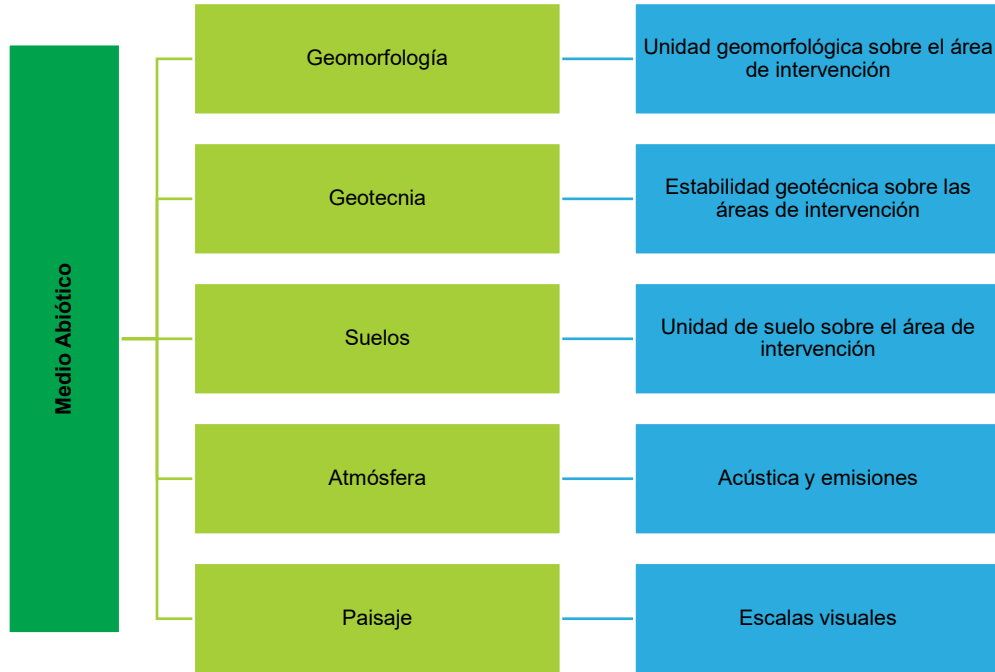 Medio Abiótico
Geomorfología
Unidad geomorfológica sobre el área
de intervención
Geotecnia
Estabilidad geotécnica sobre las
áreas de intervención
Suelos
Unidad de suelo sobre el área de
intervención
Atmósfera
Acústica y emisiones
Paisaje
Escalas visuales